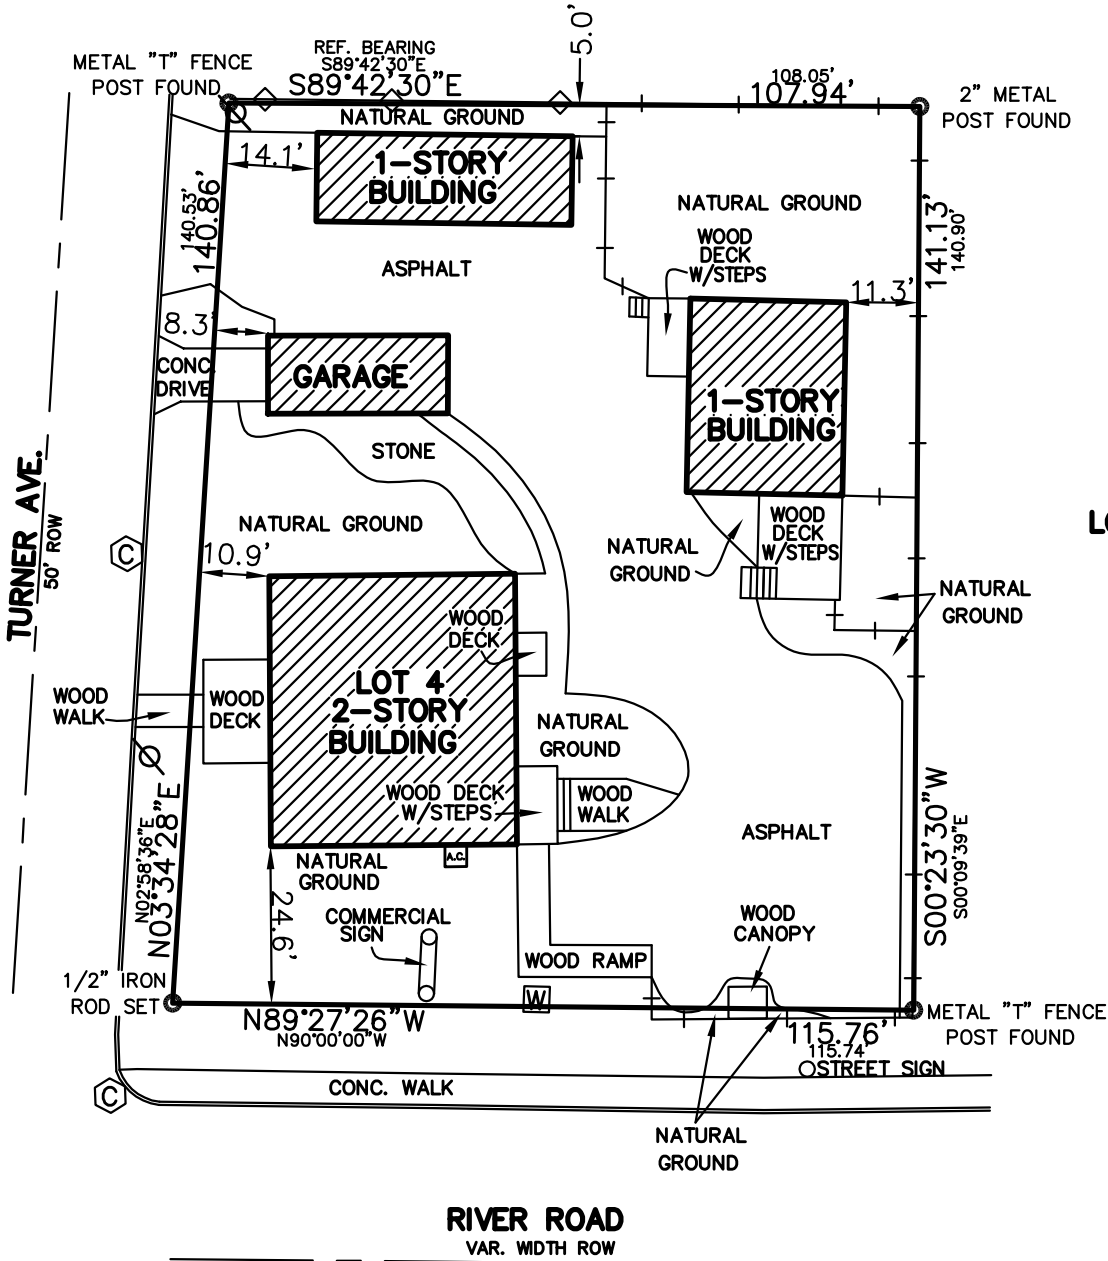 5.0'
REF. BEARING
S89°42'30"E
S89°42'30"E
METAL "T" FENCE
POST FOUND
108.05'
107.94'
2" METAL
POST FOUND
NATURAL GROUND
14.1'
1-STORY
BUILDING
140.53'
140.86'
NATURAL GROUND
141.13'
140.90'
WOOD
DECK
W/STEPS
ASPHALT
11.3'
8.3'
CONC.
DRIVE
GARAGE
1-STORY
BUILDING
STONE
TURNER AVE.
50' ROW
C
NATURAL GROUND
10.9'
WOOD
DECK
W/STEPS
NATURAL
GROUND
LO
NATURAL
GROUND
WOOD
DECK
WOOD
WALK
WOOD
DECK
LOT 4
2-STORY
BUILDING
NATURAL
GROUND
WOOD DECK
W/STEPS
WOOD
WALK
ASPHALT
N02°58'36"E
N03°34'28"E
S00°23'30"W
S00°09'39"E
NATURAL
GROUND
A.C.
24.6'
COMMERCIAL
SIGN
WOOD
CANOPY
WOOD RAMP
W
1/2" IRON
ROD SET
N89°27'26"W
N90°00'00"W
115.76'
115.74'
METAL "T" FENCE
POST FOUND
STREET SIGN
CONC. WALK
C
NATURAL
GROUND
RIVER ROAD
VAR. WIDTH ROW